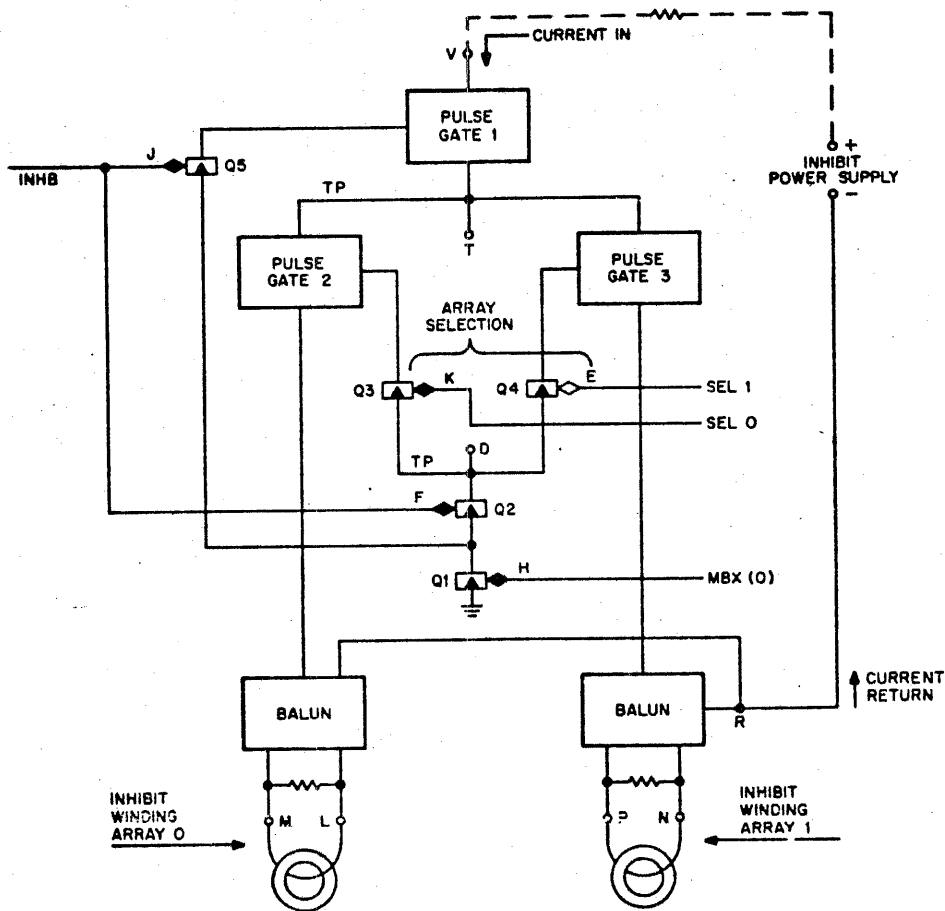 V
CURRENT IN
PULSE
GATE 1
J
INHB
Q5
+
INHIBIT
POWER SUPPLY
-
TP
T
PULSE
GATE 2
PULSE
GATE 3
ARRAY
SELECTION
Q3
K
Q4
E
SEL 1
SEL 0
D
TP
F
Q2
Q1
H
MBX (0)
BALUN
BALUN
R
CURRENT
RETURN
INHIBIT
WINDING
ARRAY 0
M
L
P
N
INHIBIT
WINDING
ARRAY 1